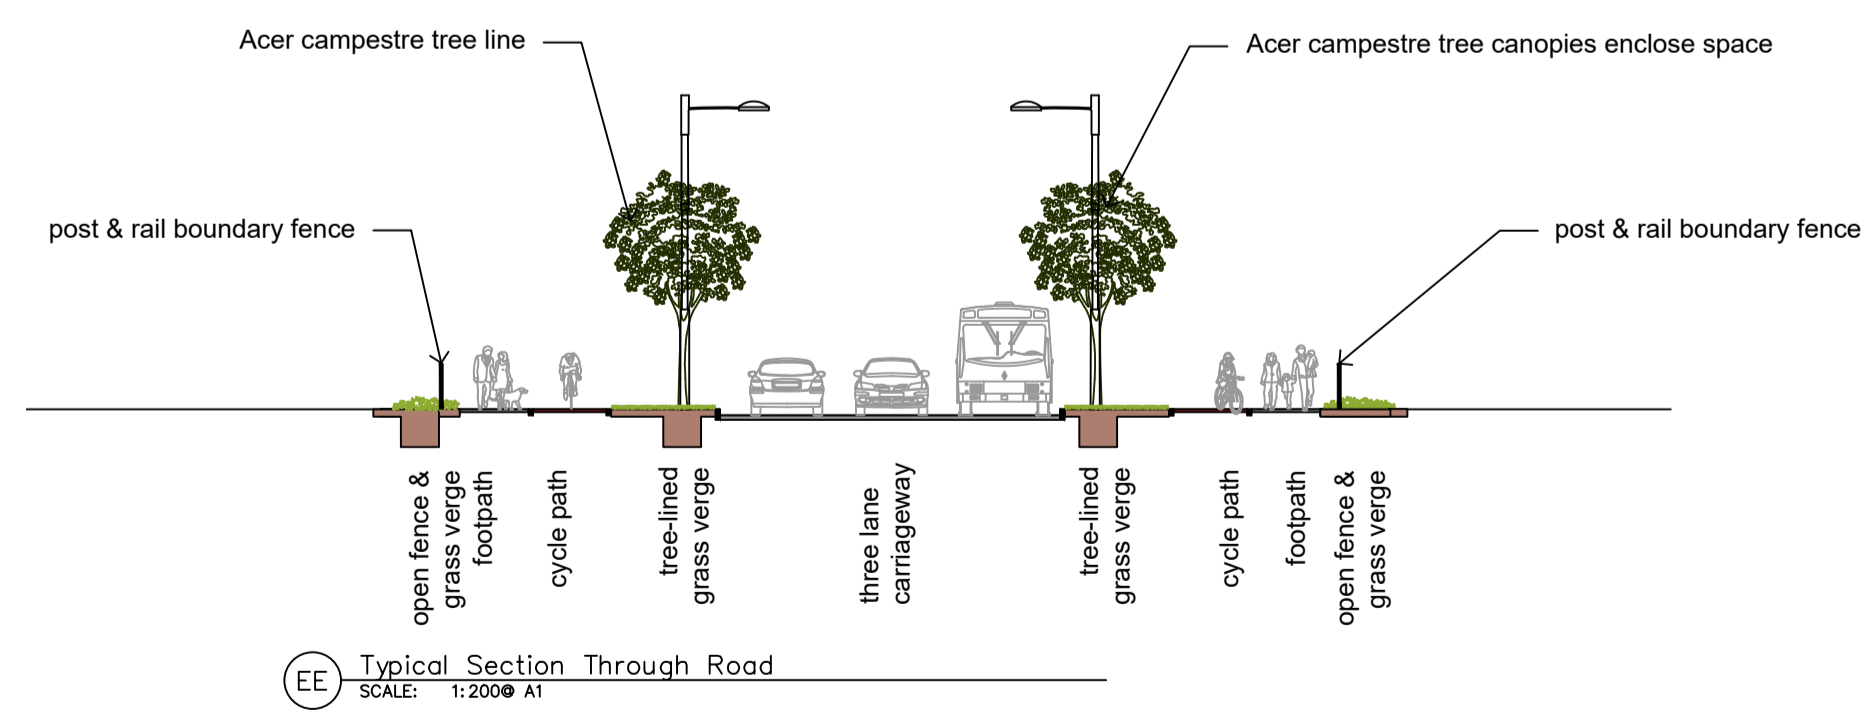 Acer campestre tree line
Acer campestre tree canopies enclose space
post & rail boundary fence
post & rail boundary fence
open fence &
grass verge
footpath
cycle path
tree-lined
grass verge
three lane
carriageway
tree-lined
grass verge
cycle path
footpath
open fence &
grass verge
EE
Typical Section Through Road
SCALE: 1:200@ A1